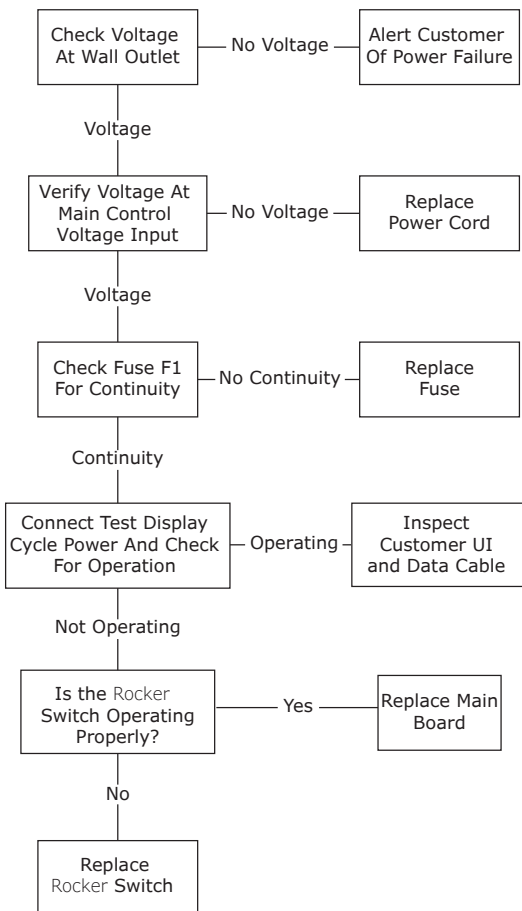 Check Voltage
At Wall Outlet
No Voltage
Alert Customer
Of Power Failure
Voltage
Verify Voltage At
Main Control
Voltage Input
No Voltage
Replace
Power Cord
Voltage
Check Fuse F1
For Continuity
No Continuity
Replace
Fuse
Continuity
Connect Test Display
Cycle Power And Check
For Operation
Operating
Inspect
Customer UI
and Data Cable
Not Operating
Is the Rocker
Switch Operating
Properly?
Yes
Replace Main
Board
No
Replace
Rocker Switch